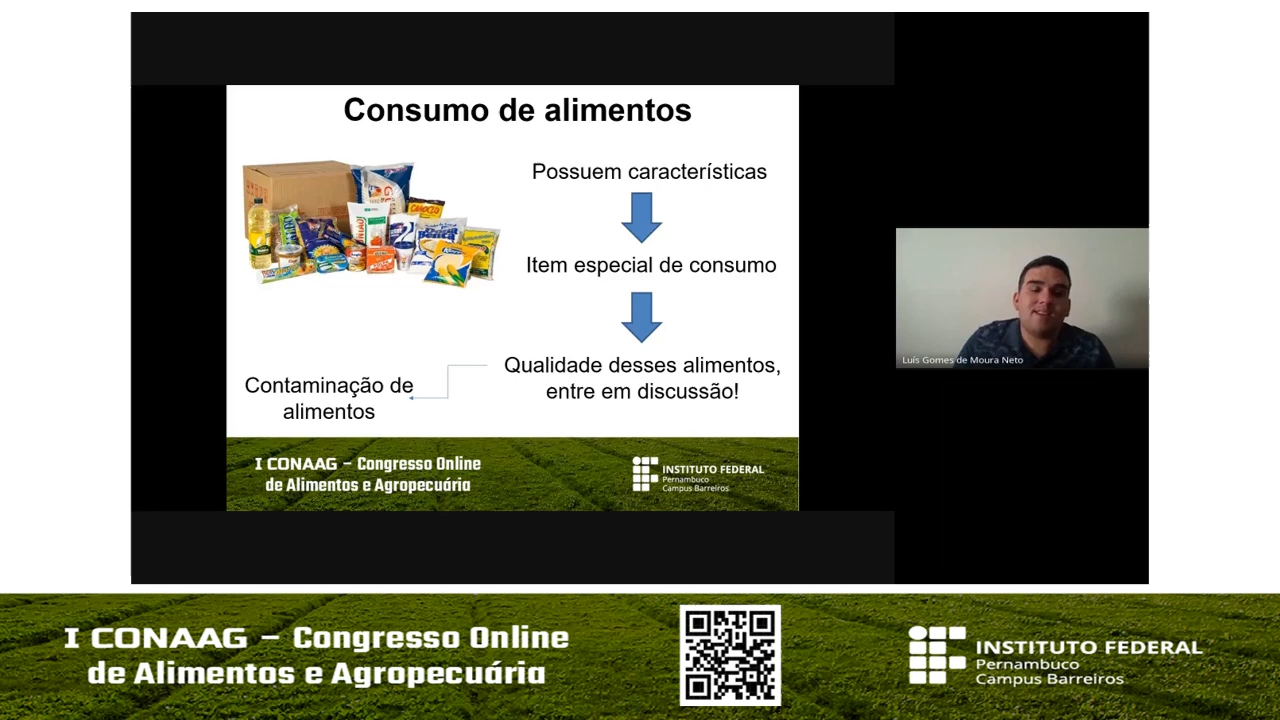 Consumo de alimentos
Possuem características
Item especial de consumo
Qualidade desses alimentos,
entre em discussão!
Contaminação de
alimentos
I CONAAG – Congresso Online
de Alimentos e Agropecuária
INSTITUTO FEDERAL
Pernambuco
Campus Barreiros
Luís Gomes de Moura Neto
I CONAAG – Congresso Online
de Alimentos e Agropecuária
INSTITUTO FEDERAL
Pernambuco
Campus Barreiros